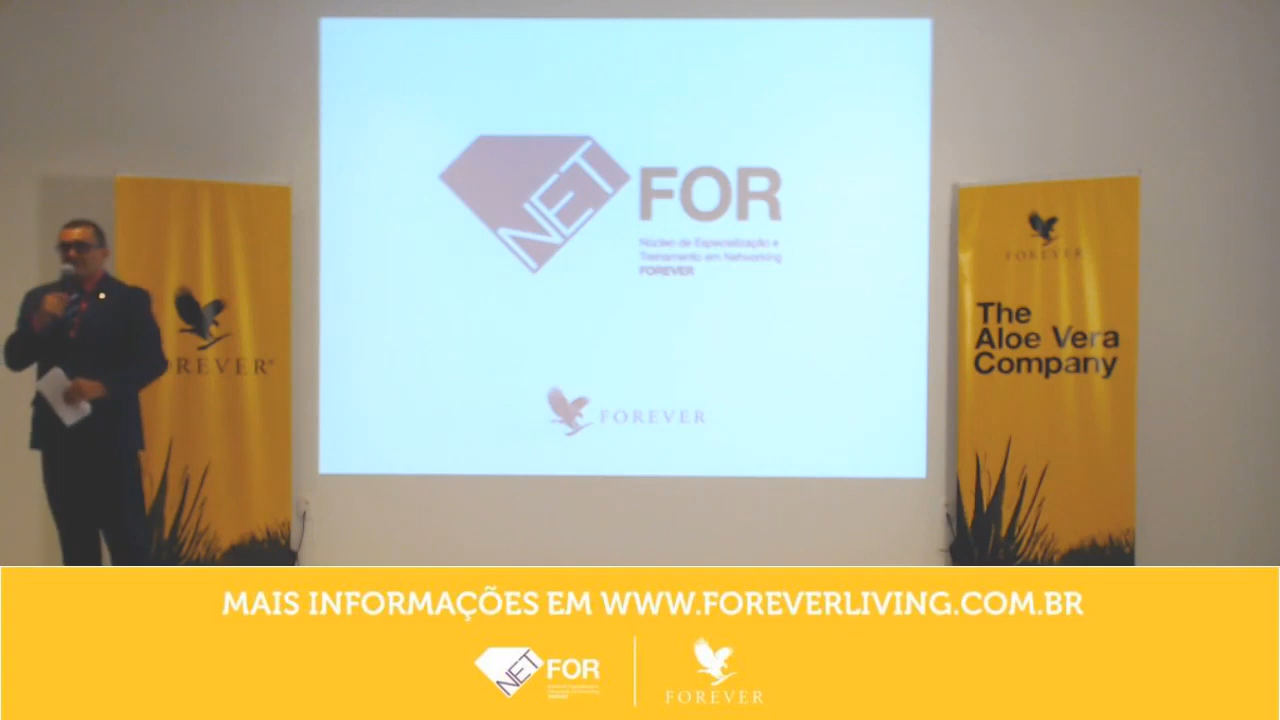 NET
FOR
Núcleo de Especialização e
Treinamento em Networking
FOREVER
FOREVER
REVER
FOREVER
The
Aloe Vera
Company
MAIS INFORMAÇÕES EM WWW.FOREVERLIVING.COM.BR
NET
FOR
FOREVER